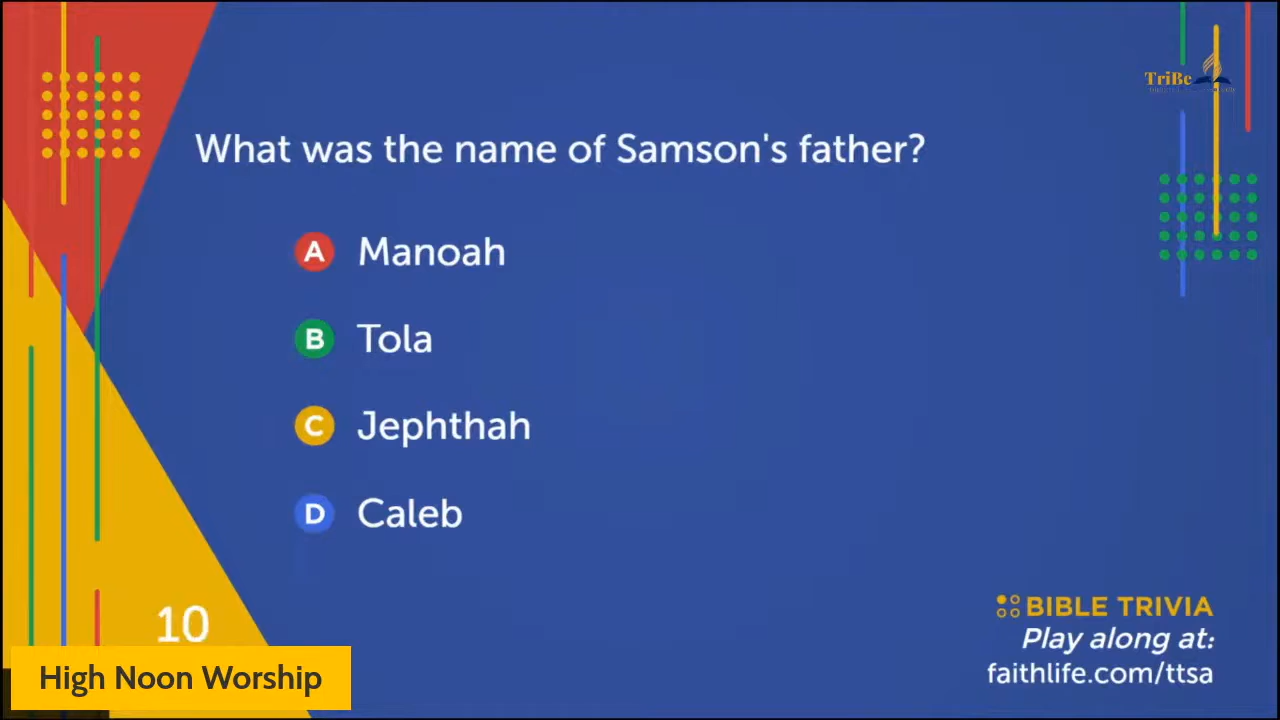 TriBe
What was the name of Samson's father?
A Manoah
B Tola
C Jephthah
D Caleb
10
BIBLE TRIVIA
Play along at:
faithlife.com/ttsa
High Noon Worship